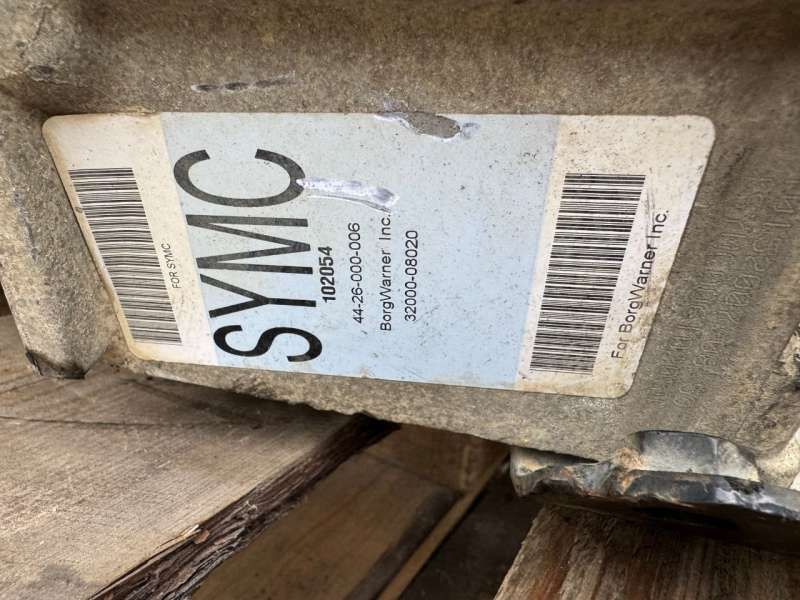 FOR SYMC
SYMC
102054
44-26-000-006
BorgWarner Inc.
32000-08020
For BorgWarner Inc.